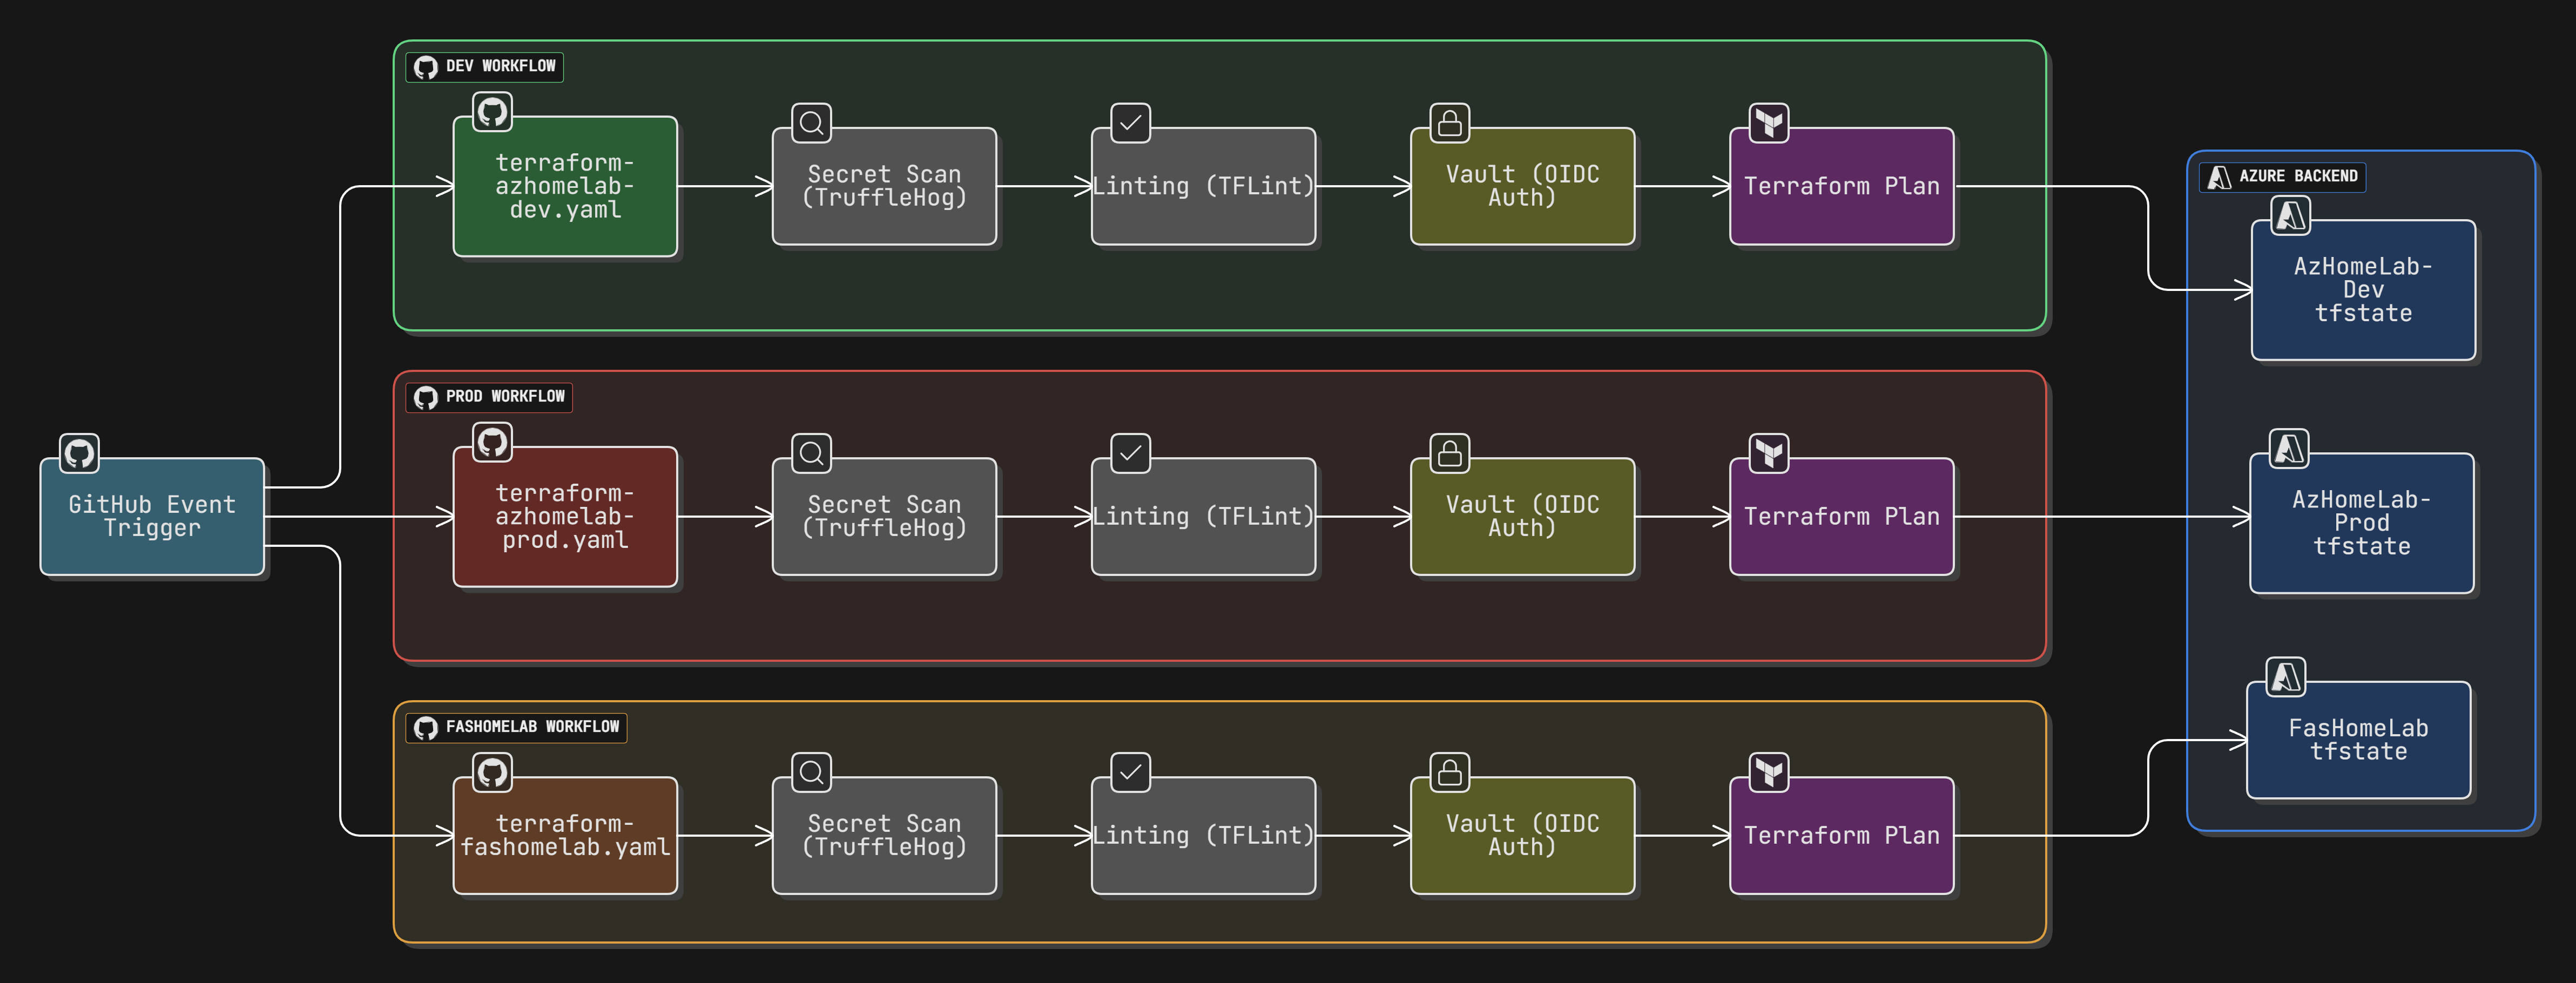 DEV WORKFLOW
terraform-
azhomelab-
dev.yaml
Secret Scan
(TruffleHog)
Linting (TFLint)
Vault (OIDC
Auth)
Terraform Plan
AZURE BACKEND
AzHomeLab-
Dev
tfstate
PROD WORKFLOW
GitHub Event
Trigger
terraform-
azhomelab-
prod.yaml
Secret Scan
(TruffleHog)
Linting (TFLint)
Vault (OIDC
Auth)
Terraform Plan
AzHomeLab-
Prod
tfstate
FASHOMELAB WORKFLOW
terraform-
fashomelab.yaml
Secret Scan
(TruffleHog)
Linting (TFLint)
Vault (OIDC
Auth)
Terraform Plan
FasHomeLab
tfstate